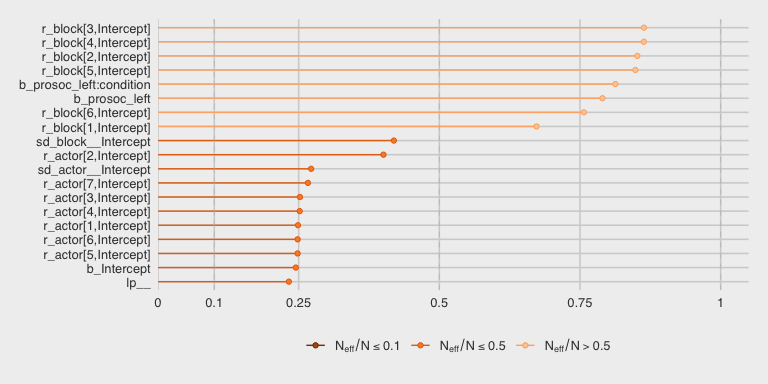 r_block[3,Intercept]
r_block[4,Intercept]
r_block[2,Intercept]
r_block[5,Intercept]
b_prosoc_left:condition
b_prosoc_left
r_block[6,Intercept]
r_block[1,Intercept]
sd_block__Intercept
r_actor[2,Intercept]
sd_actor__Intercept
r_actor[7,Intercept]
r_actor[3,Intercept]
r_actor[4,Intercept]
r_actor[1,Intercept]
r_actor[6,Intercept]
r_actor[5,Intercept]
b_Intercept
lp__
0 0.1 0.25 0.5 0.75 1
Neff/N ≤ 0.1 Neff/N ≤ 0.5 Neff/N > 0.5